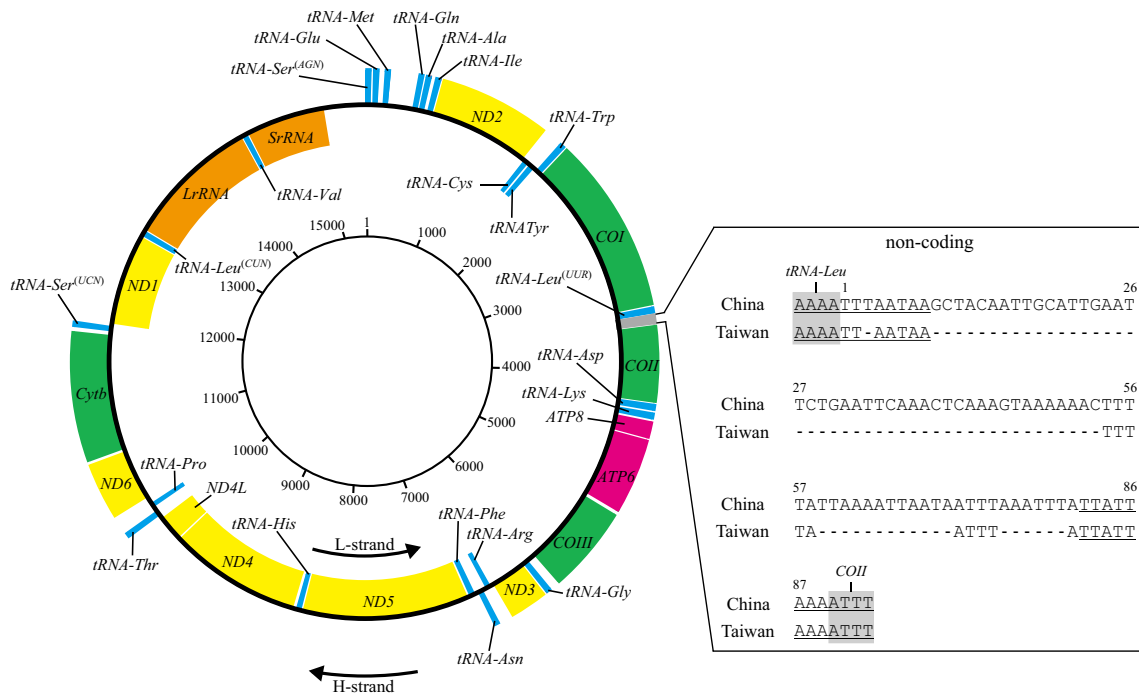 tRNA-Met
tRNA-Gln
tRNA-Glu
tRNA-Ala
tRNA-Ser(AGN)
tRNA-Ile
ND2
tRNA-Trp
SrRNA
tRNA-Cys
LrRNA
tRNA-Val
tRNATyr
COI
tRNA-Leu(CUN)
tRNA-Leu(UUR)
tRNA-Ser(UCN)
ND1
COII
tRNA-Asp
tRNA-Lys
ATP8
Cytb
ATP6
tRNA-Pro
ND4L
ND6
tRNA-His
tRNA-Phe
tRNA-Arg
COIII
tRNA-Thr
ND4
L-strand
ND5
ND3
tRNA-Gly
tRNA-Asn
H-strand
1
1000
2000
3000
4000
5000
6000
7000
8000
9000
10000
11000
12000
13000
14000
15000
non-coding
tRNA-Leu
1 26
China AAAATTTAATAAGCTACAATTGCATTGAAT
Taiwan AAAATT-AATAA------------------
27 56
China TCTGAATTCAAACTCAAAGTAAAAAACTTT
Taiwan ---------------------------TTT
57 86
China TATTAAAATTAATAATTTAAATTTATTATT
Taiwan TA-----------ATTT-----ATTATT
87 COII
China AAAATTT
Taiwan AAAATTT